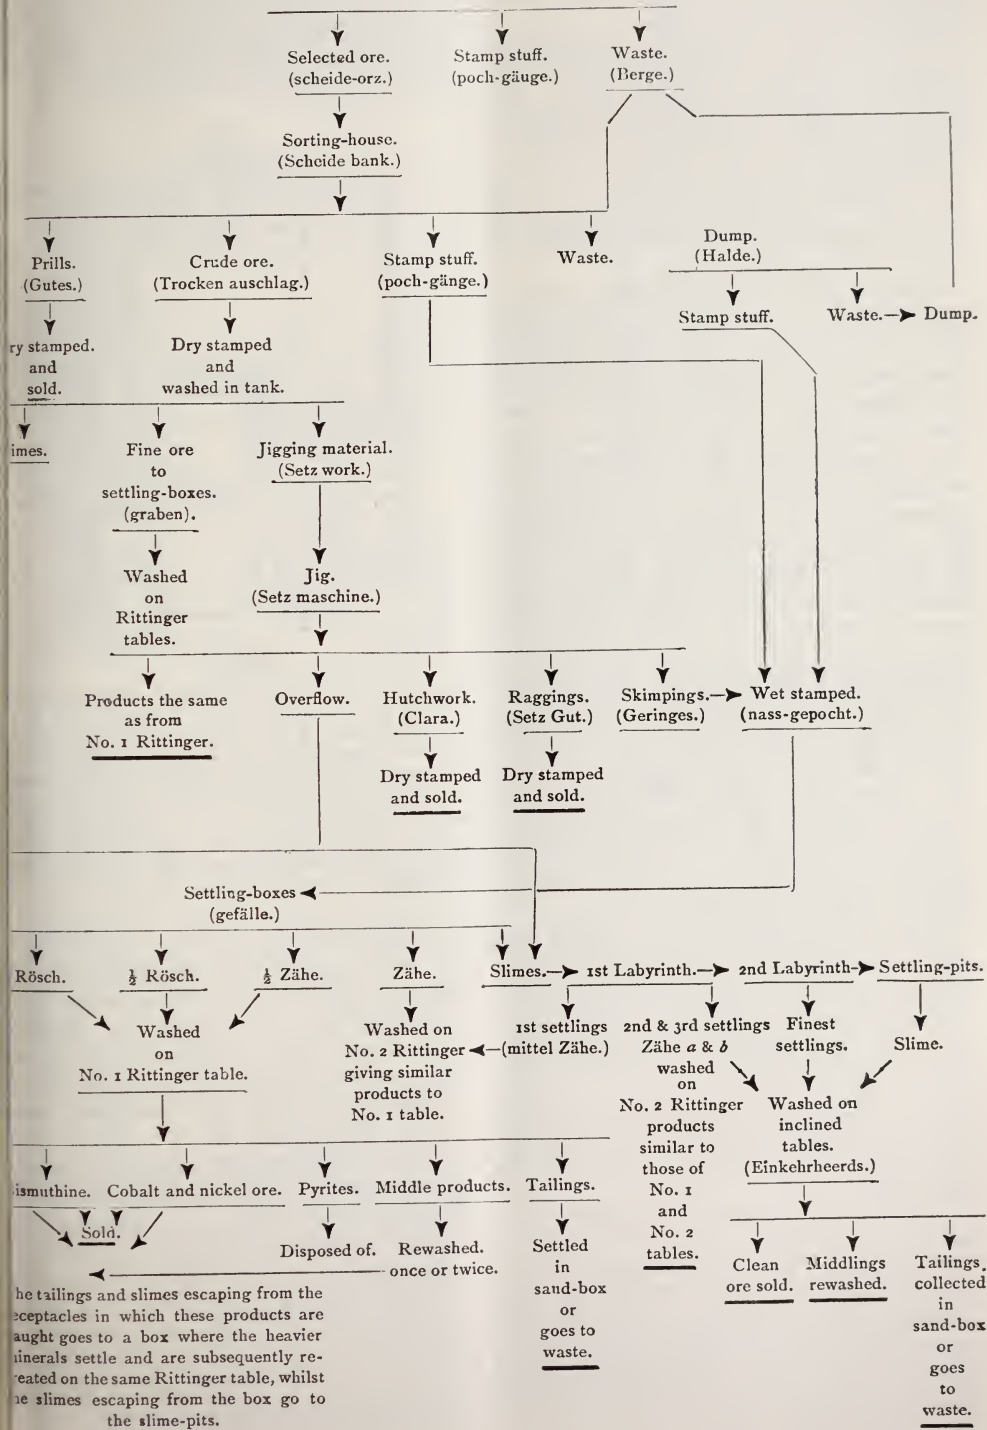 Selected ore.
(scheide-orz.)
Stamp stuff.
(poch-gäuge.)
Waste.
(Berge.)
Sorting-house.
(Scheide bank.)
Prills.
(Gutes.)
Crude ore.
(Trocken auschlag.)
Stamp stuff.
(poch-gänge.)
Waste.
Dump.
(Halde.)
Stamp stuff.
Waste.
Dump.
ry stamped.
and
sold.
Dry stamped
and
washed in tank.
imes.
Fine ore
to
settling-boxes.
(graben).
Jigging material.
(Setz work.)
Washed
on
Rittinger
tables.
Jig.
(Setz maschine.)
Products the same
as from
No. 1 Rittinger.
Overflow.
Hutchwork.
(Clara.)
Raggings.
(Setz Gut.)
Skimpings.
(Geringes.)
Wet stamped.
(nass-gepocht.)
Dry stamped
and sold.
Dry stamped
and sold.
Settling-boxes
(gefälle.)
Rösch.
½ Rösch.
½ Zähe.
Zähe.
Slimes.
1st Labyrinth.
2nd Labyrinth
Settling-pits.
Washed
on
No. 1 Rittinger table.
Washed on
No. 2 Rittinger
giving similar
products to
No. 1 table.
1st settlings
(mittel Zähe.)
2nd & 3rd settlings
Zähe a & b
washed
on
No. 2 Rittinger
products
similar to
those of
No. 1
and
No. 2
tables.
Finest
settlings.
Slime.
Washed on
inclined
tables.
(Einkehrheerds.)
ismuthine.
Cobalt and nickel ore.
Pyrites.
Middle products.
Tailings.
Sold.
Disposed of.
Rewashed.
once or twice.
Settled
in
sand-box
or
goes to
waste.
Clean
ore sold.
Middlings
rewashed.
Tailings
collected
in
sand-box
or
goes
to
waste.
he tailings and slimes escaping from the
eceptacles in which these products are
aught goes to a box where the heavier
inerals settle and are subsequently re-
eated on the same Rittinger table, whilst
e slimes escaping from the box go to
the slime-pits.